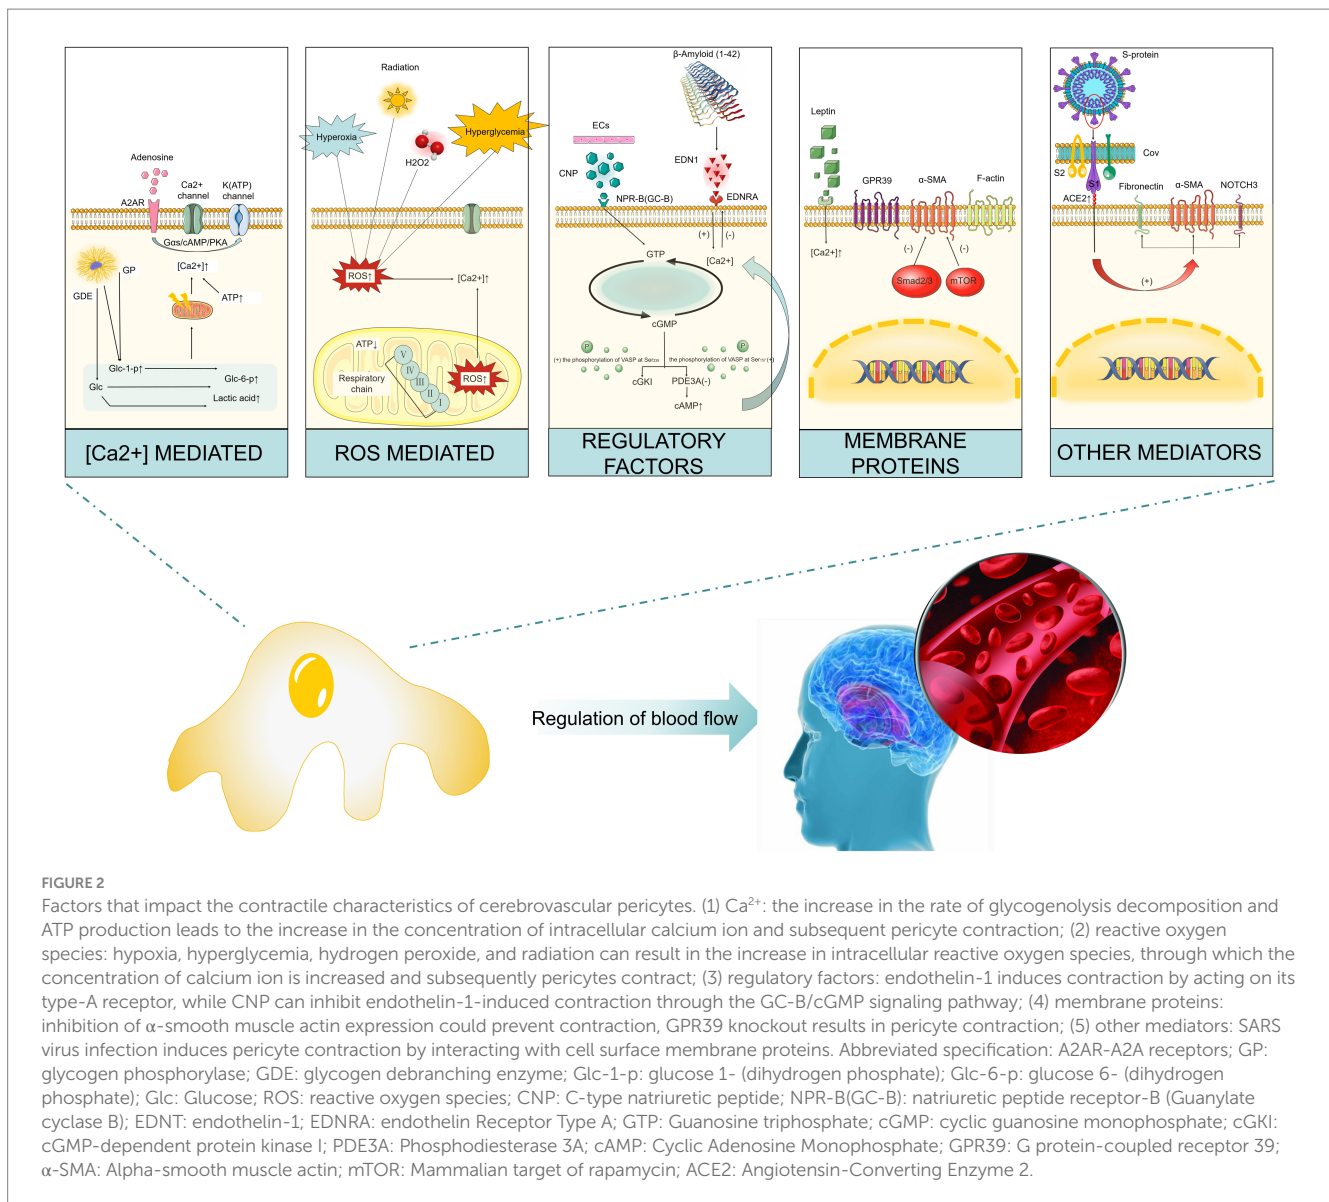 Adenosine
A2AR
Ca2+
channel
K(ATP)
channel
Gαs/cAMP/PKA
GP
[Ca2+]↑
GDE
ATP↑
Glc-1-p↑
Glc-6-p↑
Glc
Lactic acid↑
[Ca2+] MEDIATED
Radiation
Hyperoxia
Hyperglycemia
H2O2
ROS↑
[Ca2+]↑
ATP↓
V
IV
III
II
I
Respiratory
chain
ROS↑
ROS MEDIATED
β-Amyloid (1-42)
ECs
CNP
EDN1
NPR-B(GC-B)
EDNRA
(+)
(-)
GTP
[Ca2+]
cGMP
P
P
(+) the phosphorylation of VASP at Ser239
the phosphorylation of VASP at Ser157 (+)
cGKI
PDE3A(-)
cAMP↑
REGULATORY
FACTORS
Leptin
GPR39
α-SMA
F-actin
[Ca2+]↑
(-)
(-)
Smad2/3
mTOR
MEMBRANE
PROTEINS
S-protein
Cov
S2
S1
ACE2↑
Fibronectin
α-SMA
NOTCH3
(+)
OTHER MEDIATORS
Regulation of blood flow
FIGURE 2
Factors that impact the contractile characteristics of cerebrovascular pericytes. (1) Ca²⁺: the increase in the rate of glycogenolysis decomposition and
ATP production leads to the increase in the concentration of intracellular calcium ion and subsequent pericyte contraction; (2) reactive oxygen
species: hypoxia, hyperglycemia, hydrogen peroxide, and radiation can result in the increase in intracellular reactive oxygen species, through which the
concentration of calcium ion is increased and subsequently pericytes contract; (3) regulatory factors: endothelin-1 induces contraction by acting on its
type-A receptor, while CNP can inhibit endothelin-1-induced contraction through the GC-B/cGMP signaling pathway; (4) membrane proteins:
inhibition of α-smooth muscle actin expression could prevent contraction, GPR39 knockout results in pericyte contraction; (5) other mediators: SARS
virus infection induces pericyte contraction by interacting with cell surface membrane proteins. Abbreviated specification: A2AR-A2A receptors; GP:
glycogen phosphorylase; GDE: glycogen debranching enzyme; Glc-1-p: glucose 1- (dihydrogen phosphate); Glc-6-p: glucose 6- (dihydrogen
phosphate); Glc: Glucose; ROS: reactive oxygen species; CNP: C-type natriuretic peptide; NPR-B(GC-B): natriuretic peptide receptor-B (Guanylate
cyclase B); EDNT: endothelin-1; EDNRA: endothelin Receptor Type A; GTP: Guanosine triphosphate; cGMP: cyclic guanosine monophosphate; cGKI:
cGMP-dependent protein kinase I; PDE3A: Phosphodiesterase 3A; cAMP: Cyclic Adenosine Monophosphate; GPR39: G protein-coupled receptor 39;
α-SMA: Alpha-smooth muscle actin; mTOR: Mammalian target of rapamycin; ACE2: Angiotensin-Converting Enzyme 2.